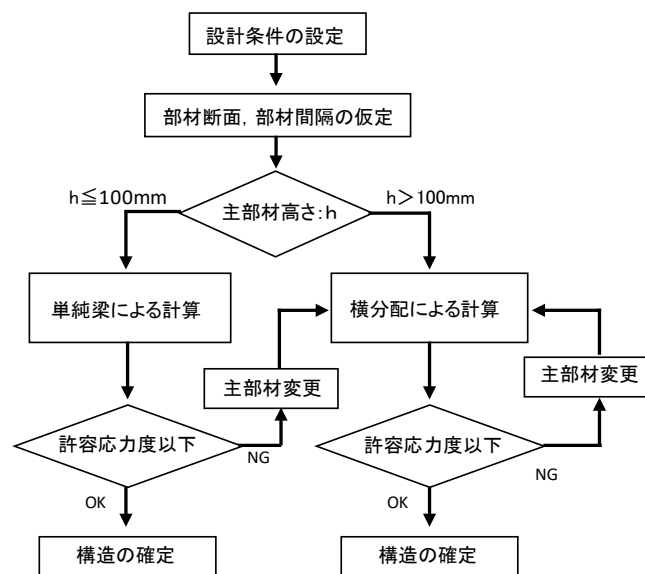 設計条件の設定
部材断面，部材間隔の仮定
h≦100mm
主部材高さ:h
h＞100mm
単純梁による計算
横分配による計算
主部材変更
主部材変更
許容応力度以下
NG
許容応力度以下
NG
OK
OK
構造の確定
構造の確定